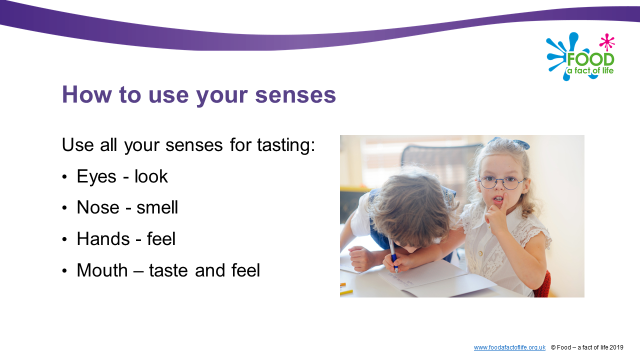 FOOD
a fact of life
How to use your senses
Use all your senses for tasting:
• Eyes - look
• Nose - smell
• Hands - feel
• Mouth – taste and feel
www.foodafactoflife.org.uk © Food – a fact of life 2019